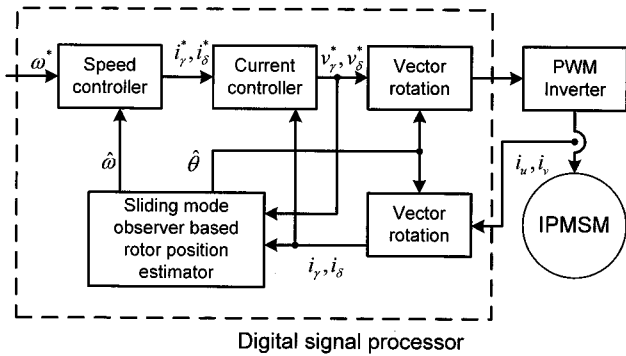 ω*
Speed
controller
i*γ, i*δ
Current
controller
v*γ, v*δ
Vector
rotation
PWM
Inverter
ω̂
θ̂
iu, iv
Sliding mode
observer based
rotor position
estimator
Vector
rotation
IPMSM
iγ, iδ
Digital signal processor